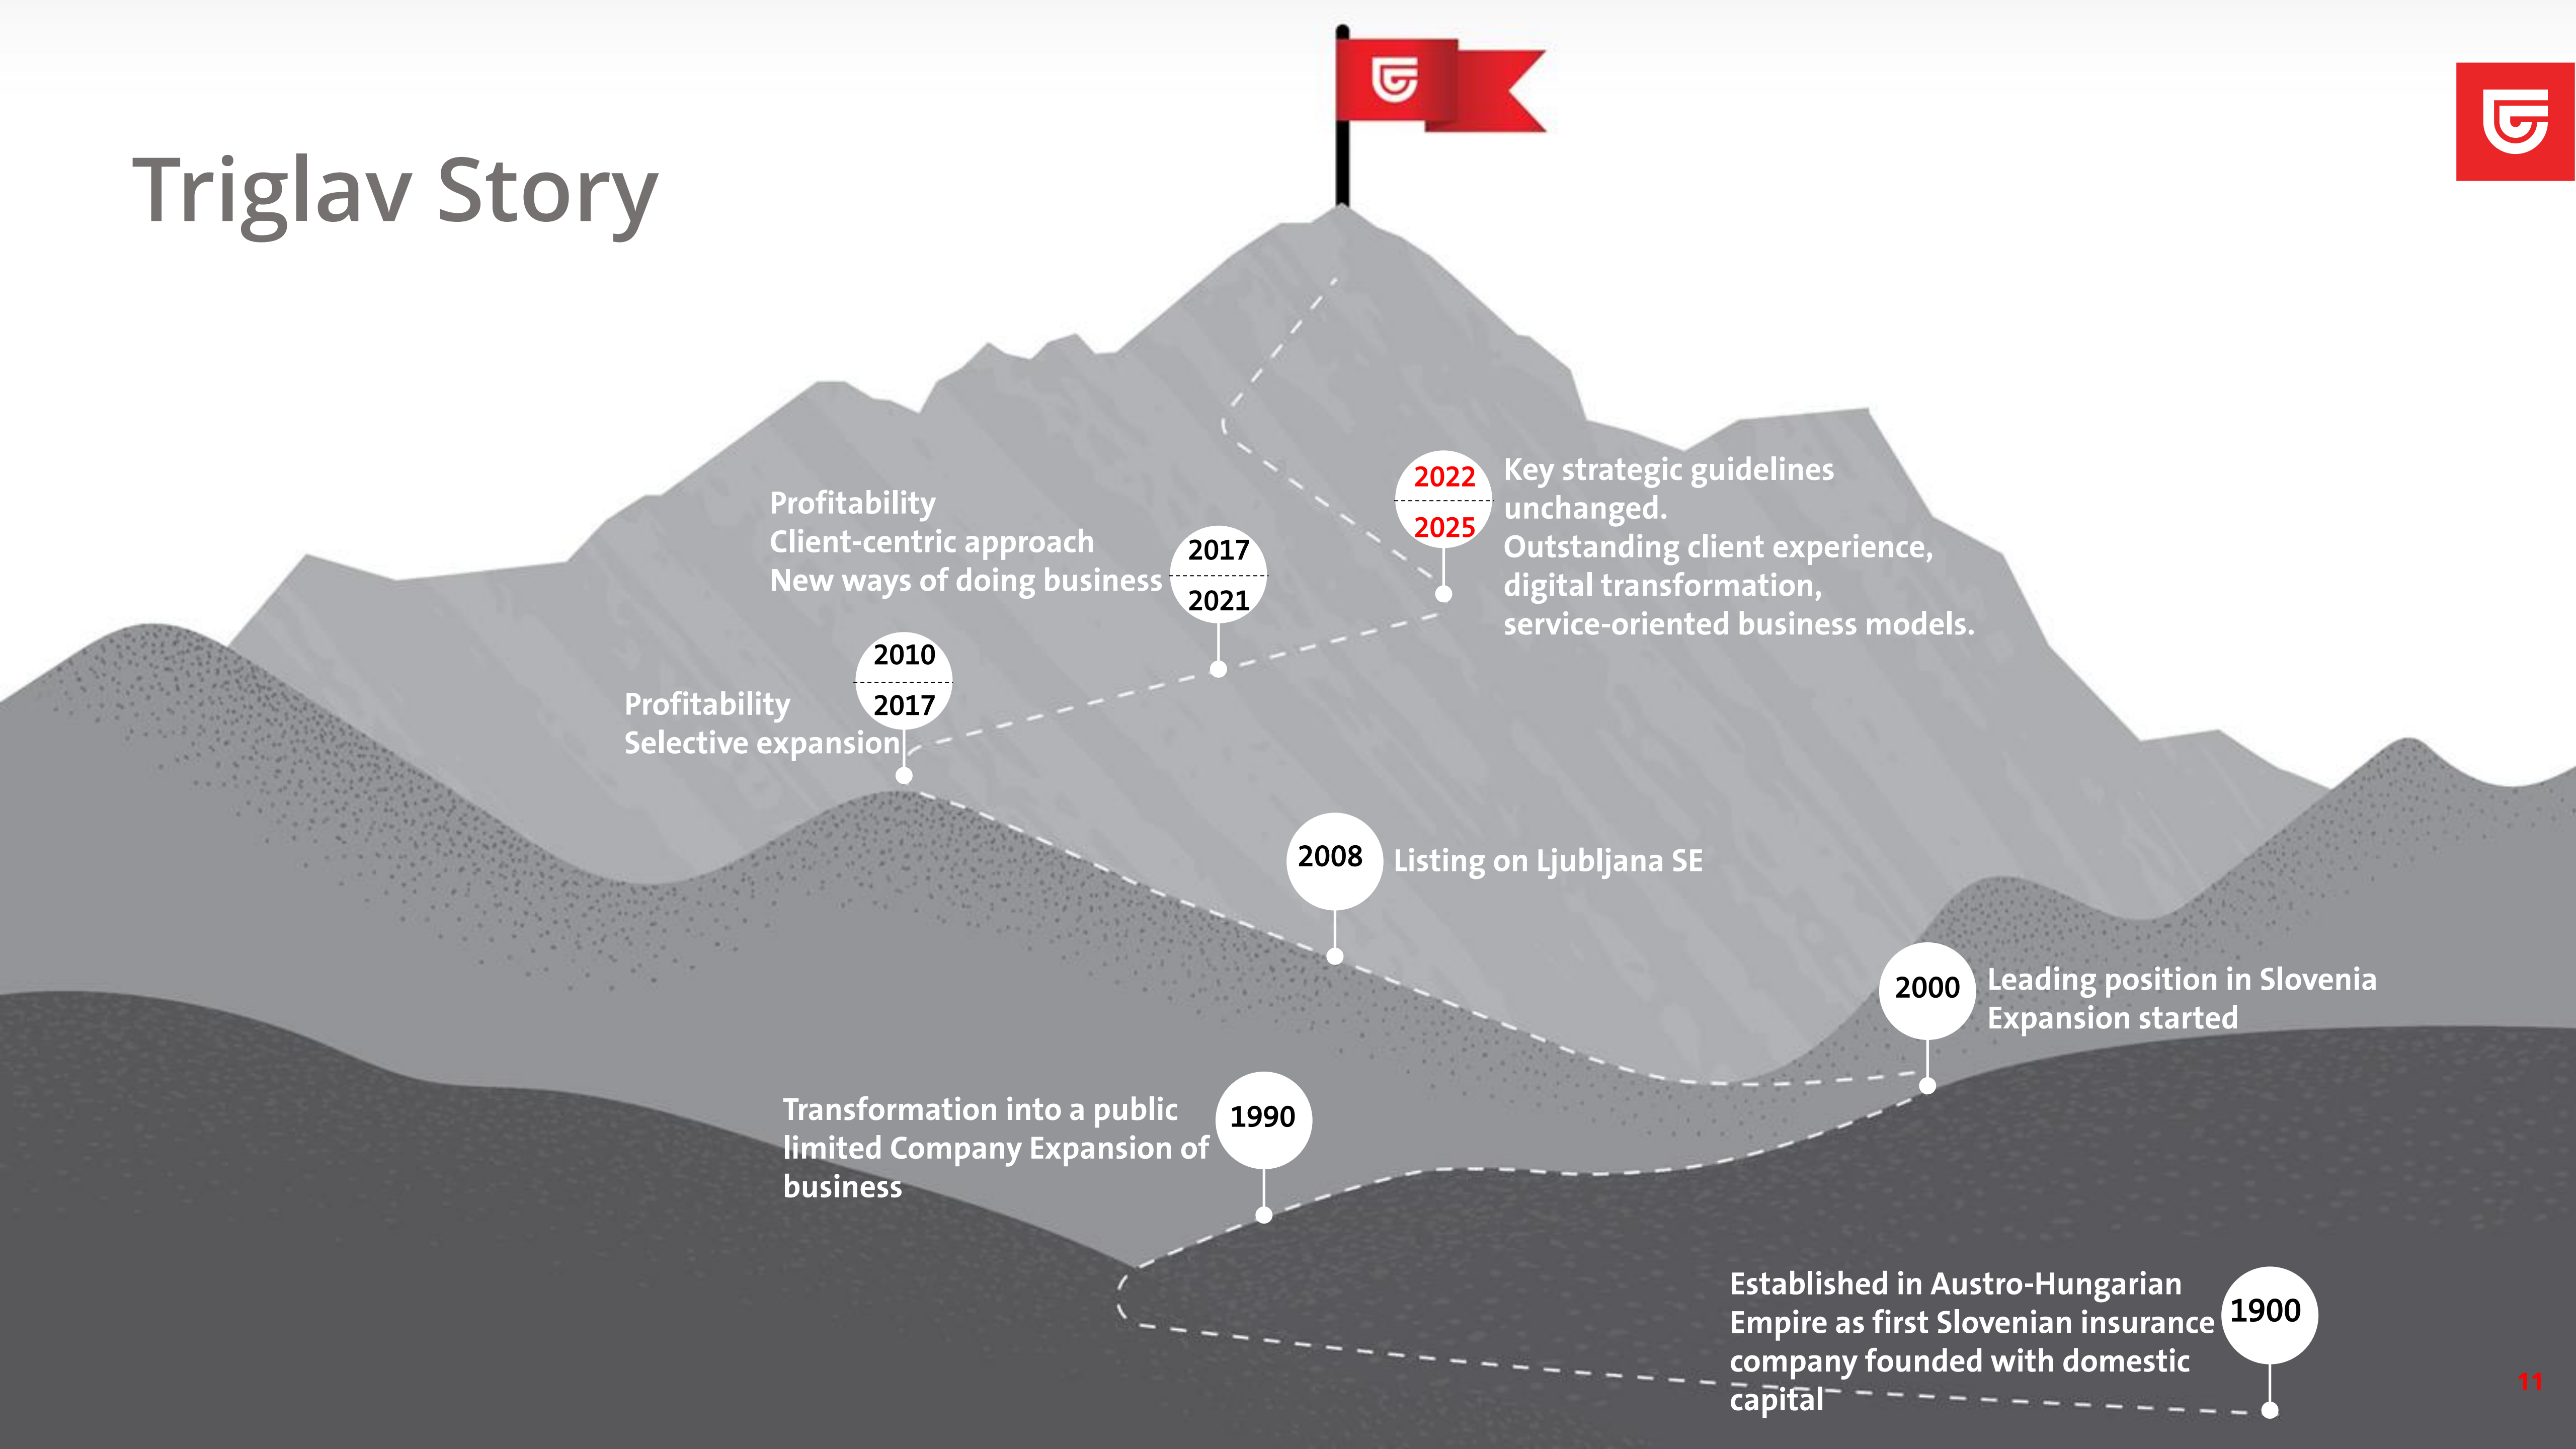 Triglav Story
2022
2025
Key strategic guidelines
unchanged.
Outstanding client experience,
digital transformation,
service-oriented business models.
Profitability
Client-centric approach
New ways of doing business
2017
2021
2010
2017
Profitability
Selective expansion
2008
Listing on Ljubljana SE
2000
Leading position in Slovenia
Expansion started
Transformation into a public
limited Company Expansion of
business
1990
Established in Austro-Hungarian
Empire as first Slovenian insurance
company founded with domestic
capital
1900
11